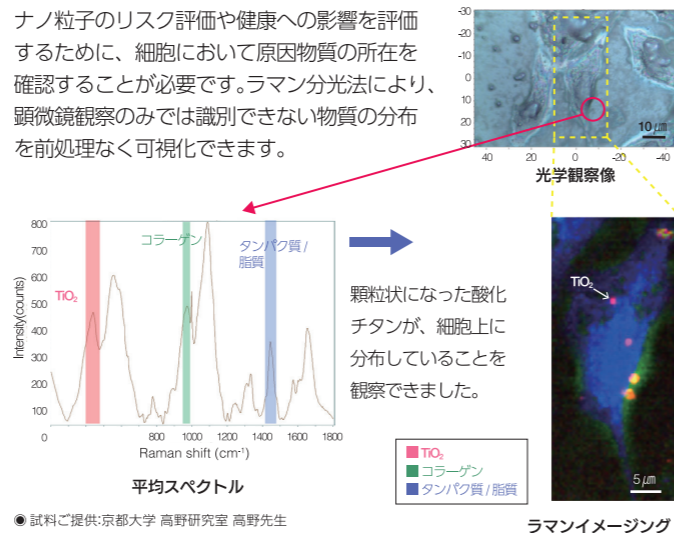 ナノ粒子のリスク評価や健康への影響を評価
するために、細胞において原因物質の所在を
確認することが必要です。ラマン分光法により、
顕微鏡観察のみでは識別できない物質の分布
を前処理なく可視化できます。
-30
-20
-10
0
10
20
30
10㎛
40 20 0 -20 -40
光学観察像
800
700
600
500
400
300
200
100
Intensity(counts)
TiO₂
コラーゲン
タンパク質 /
脂質
0 800 1000 1200 1400 1600 1800
Raman shift (cm⁻¹)
平均スペクトル
顆粒状になった酸化
チタンが、細胞上に
分布していることを
観察できました。
TiO₂
コラーゲン
タンパク質 / 脂質
TiO₂
5㎛
ラマンイメージング
◉ 試料ご提供:京都大学 高野研究室 高野先生